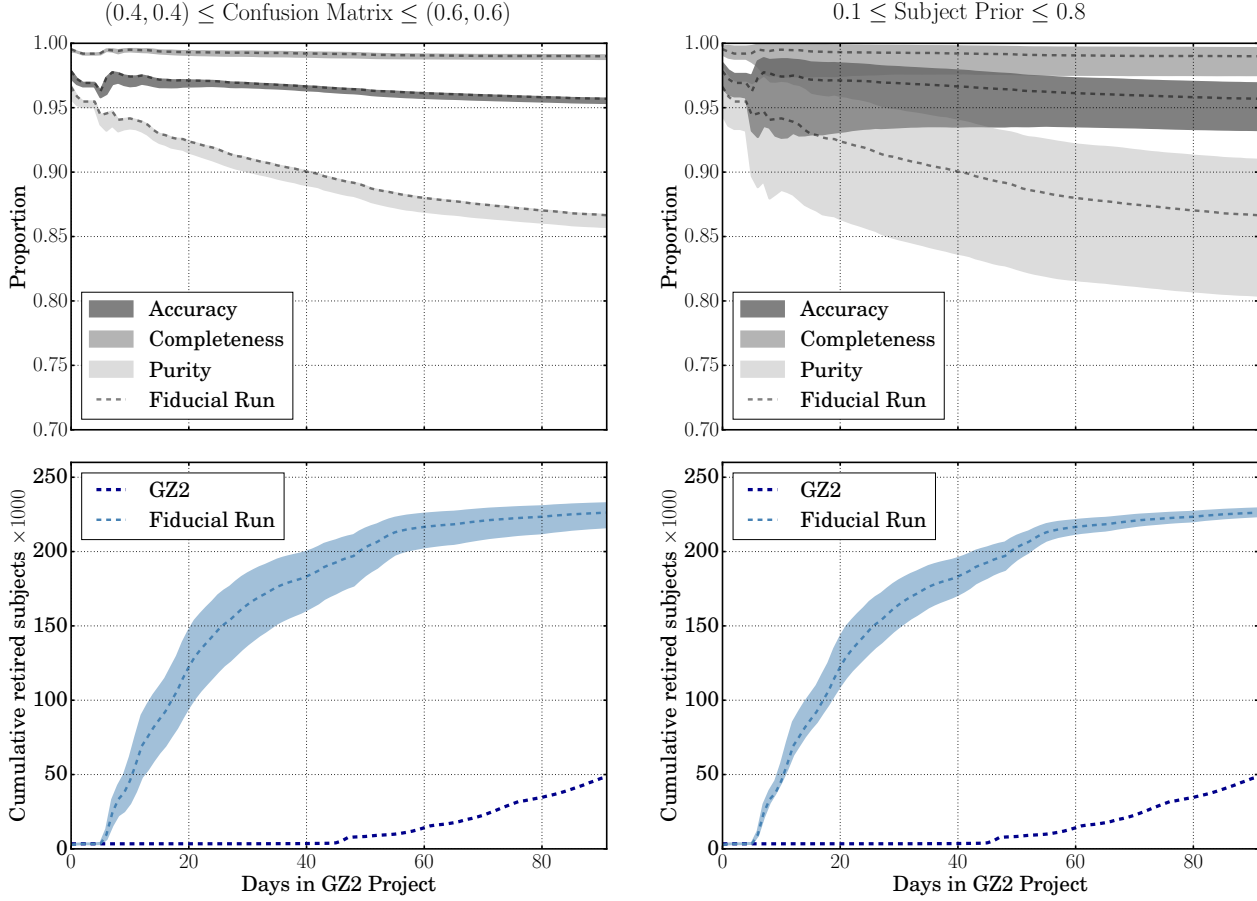 (0.4, 0.4) ≤ Confusion Matrix ≤ (0.6, 0.6)
1.00
0.95
0.90
0.85
0.80
0.75
0.70
Proportion
Accuracy
Completeness
Purity
Fiducial Run
0.1 ≤ Subject Prior ≤ 0.8
1.00
0.95
0.90
0.85
0.80
0.75
0.70
Proportion
Accuracy
Completeness
Purity
Fiducial Run
250
200
150
100
50
0
Cumulative retired subjects ×1000
GZ2
Fiducial Run
0 20 40 60 80
Days in GZ2 Project
250
200
150
100
50
0
Cumulative retired subjects ×1000
GZ2
Fiducial Run
0 20 40 60 80
Days in GZ2 Project